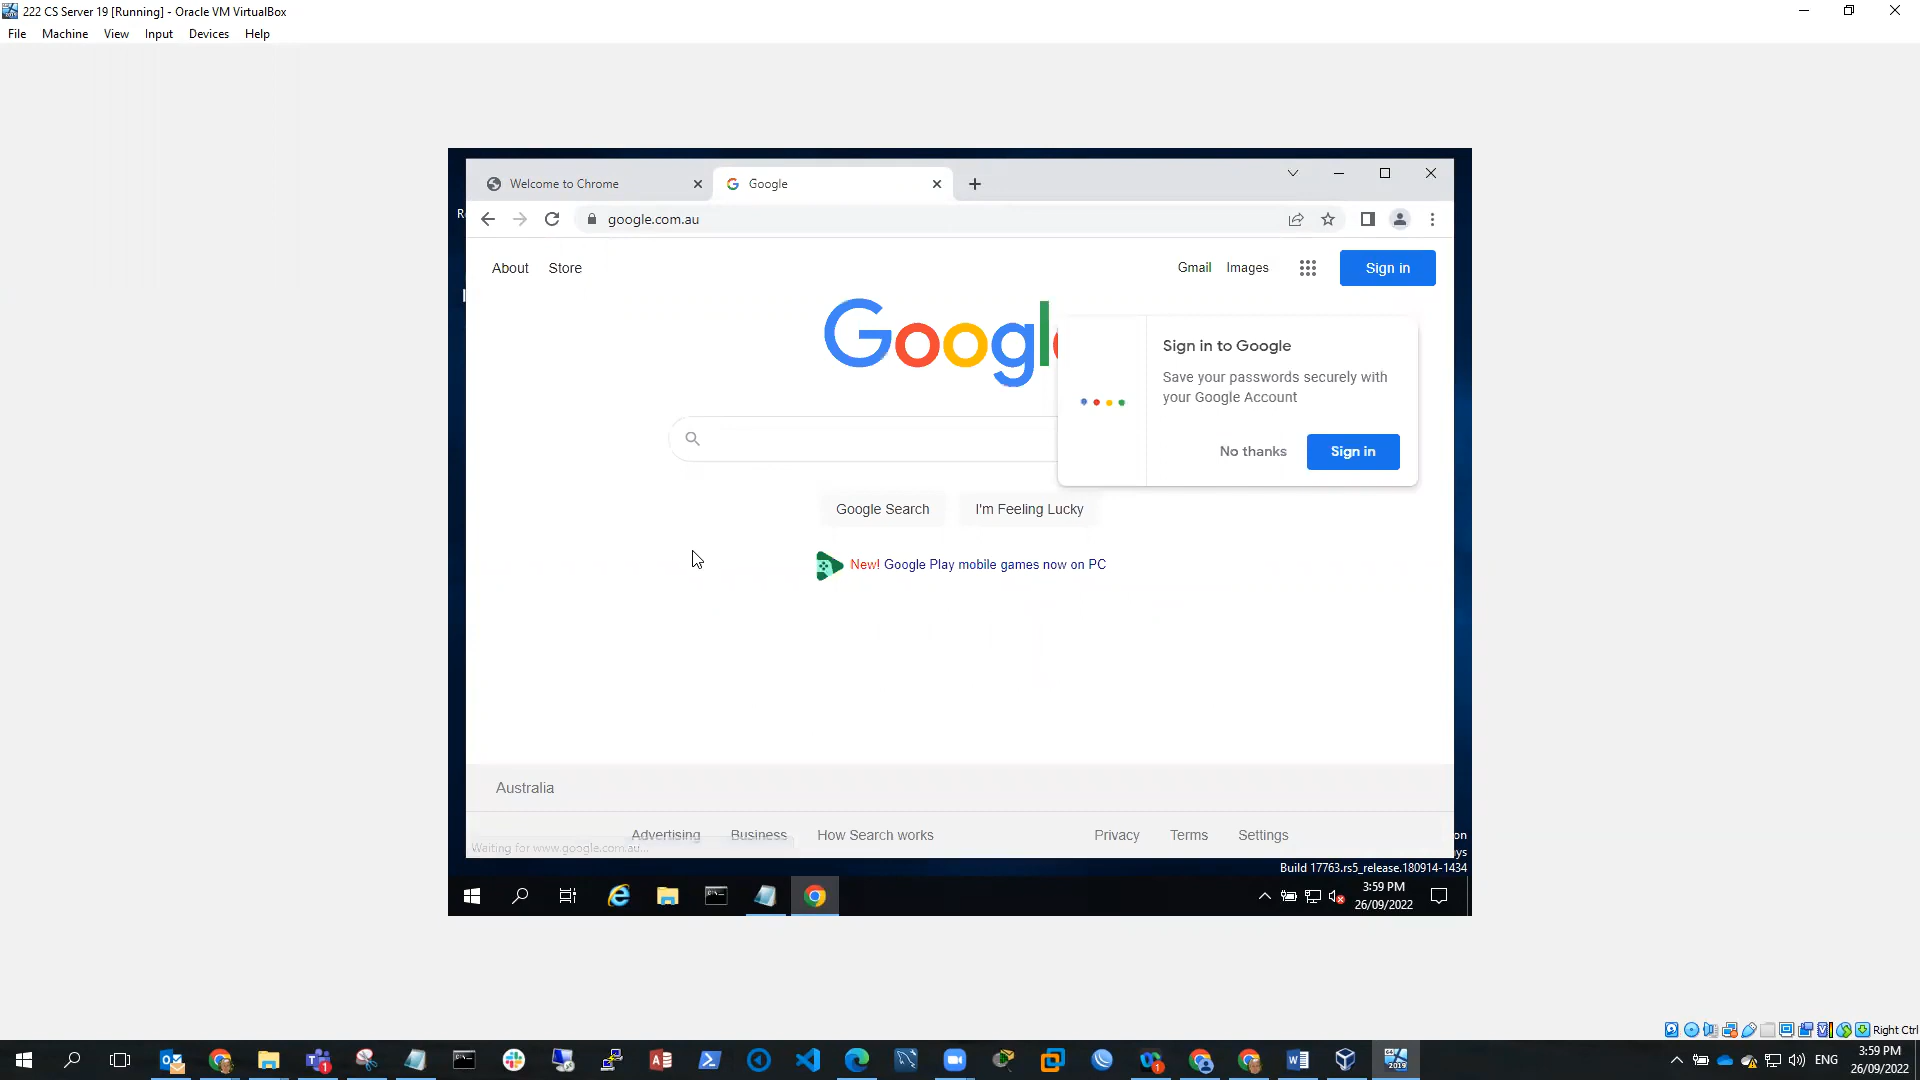 222 CS Server 19 [Running] - Oracle VM VirtualBox
File Machine View Input Devices Help
Welcome to Chrome
Google
google.com.au
About Store
Gmail Images
Sign in
Google
Sign in to Google
Save your passwords securely with
your Google Account
No thanks
Sign in
Google Search
I'm Feeling Lucky
New! Google Play mobile games now on PC
Australia
Advertising Business How Search works
Privacy Terms Settings
Waiting for www.google.com.au...
Build 17763.rs5_release.180914-1434
3:59 PM
26/09/2022
Right Ctrl
ENG
3:59 PM
26/09/2022